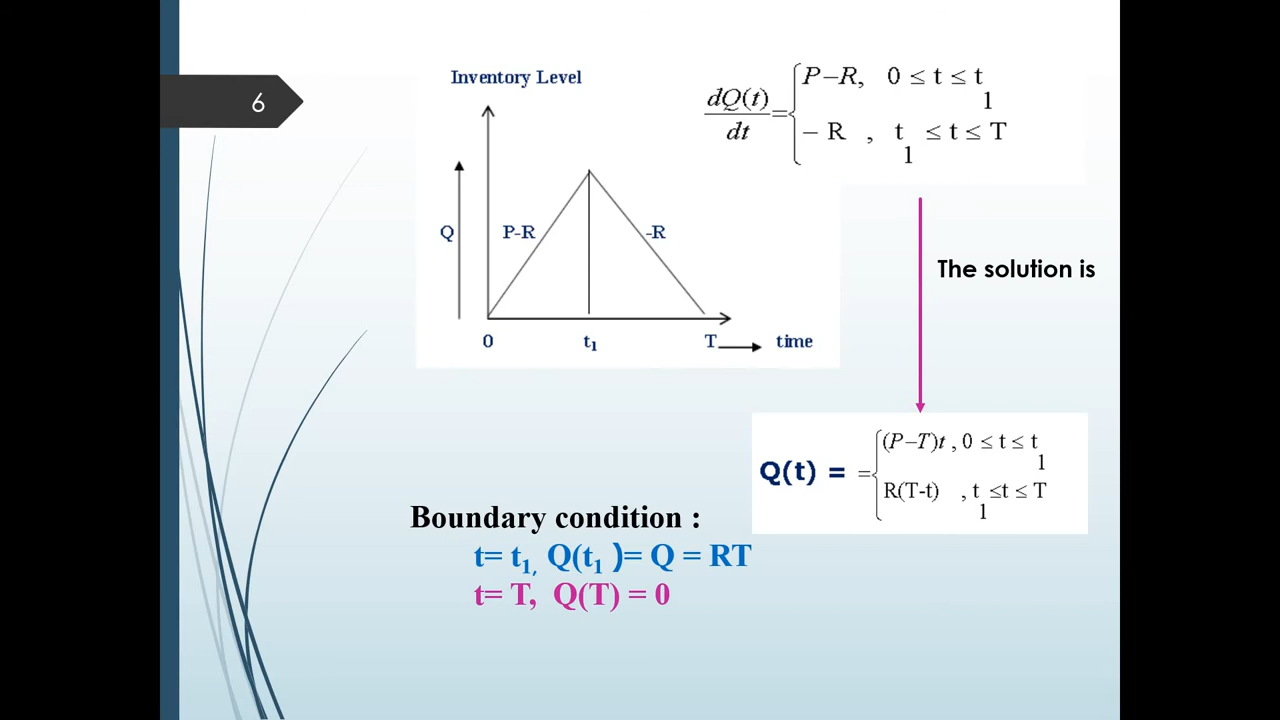 6
Inventory Level
Q
P-R
-R
0 t₁ T time
dQ(t)/dt = { P–R, 0 ≤ t ≤ t₁
– R , t₁ ≤ t ≤ T
The solution is
Q(t) = = { (P–T)t , 0 ≤ t ≤ t₁
R(T-t) , t₁ ≤t ≤ T
Boundary condition :
t= t₁, Q(t₁ )= Q = RT
t= T, Q(T) = 0